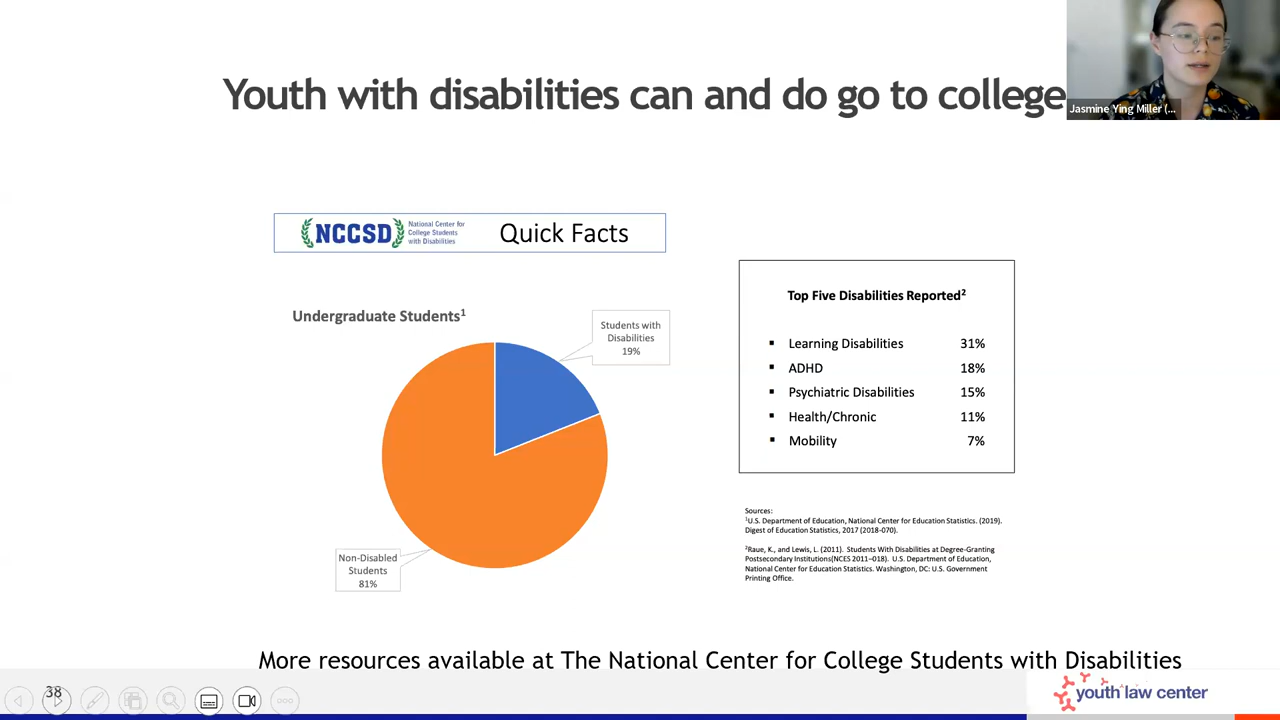 Youth with disabilities can and do go to college
Jasmine Ying Miller (...
NCCSD
National Center for
College Students
with Disabilities
Quick Facts
Undergraduate Students1
Students with
Disabilities
19%
Non-Disabled
Students
81%
Top Five Disabilities Reported2
▪ Learning Disabilities 31%
▪ ADHD 18%
▪ Psychiatric Disabilities 15%
▪ Health/Chronic 11%
▪ Mobility 7%
Sources:
1U.S. Department of Education, National Center for Education Statistics. (2019).
Digest of Education Statistics, 2017 (2018-070).
2Raue, K., and Lewis, L. (2011). Students With Disabilities at Degree-Granting
Postsecondary Institutions(NCES 2011–018). U.S. Department of Education,
National Center for Education Statistics. Washington, DC: U.S. Government
Printing Office.
More resources available at The National Center for College Students with Disabilities
38
youth law center